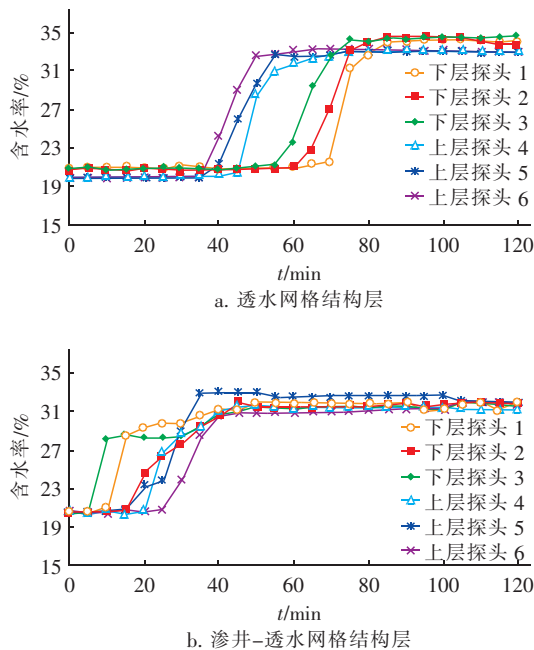 35
31
27
23
19
15
含水率/%
下层探头 1
下层探头 2
下层探头 3
上层探头 4
上层探头 5
上层探头 6
0 20 40 60 80 100 120
t/min
a. 透水网格结构层
35
31
27
23
19
15
含水率/%
下层探头 1
下层探头 2
下层探头 3
上层探头 4
上层探头 5
上层探头 6
0 20 40 60 80 100 120
t/min
b. 渗井-透水网格结构层